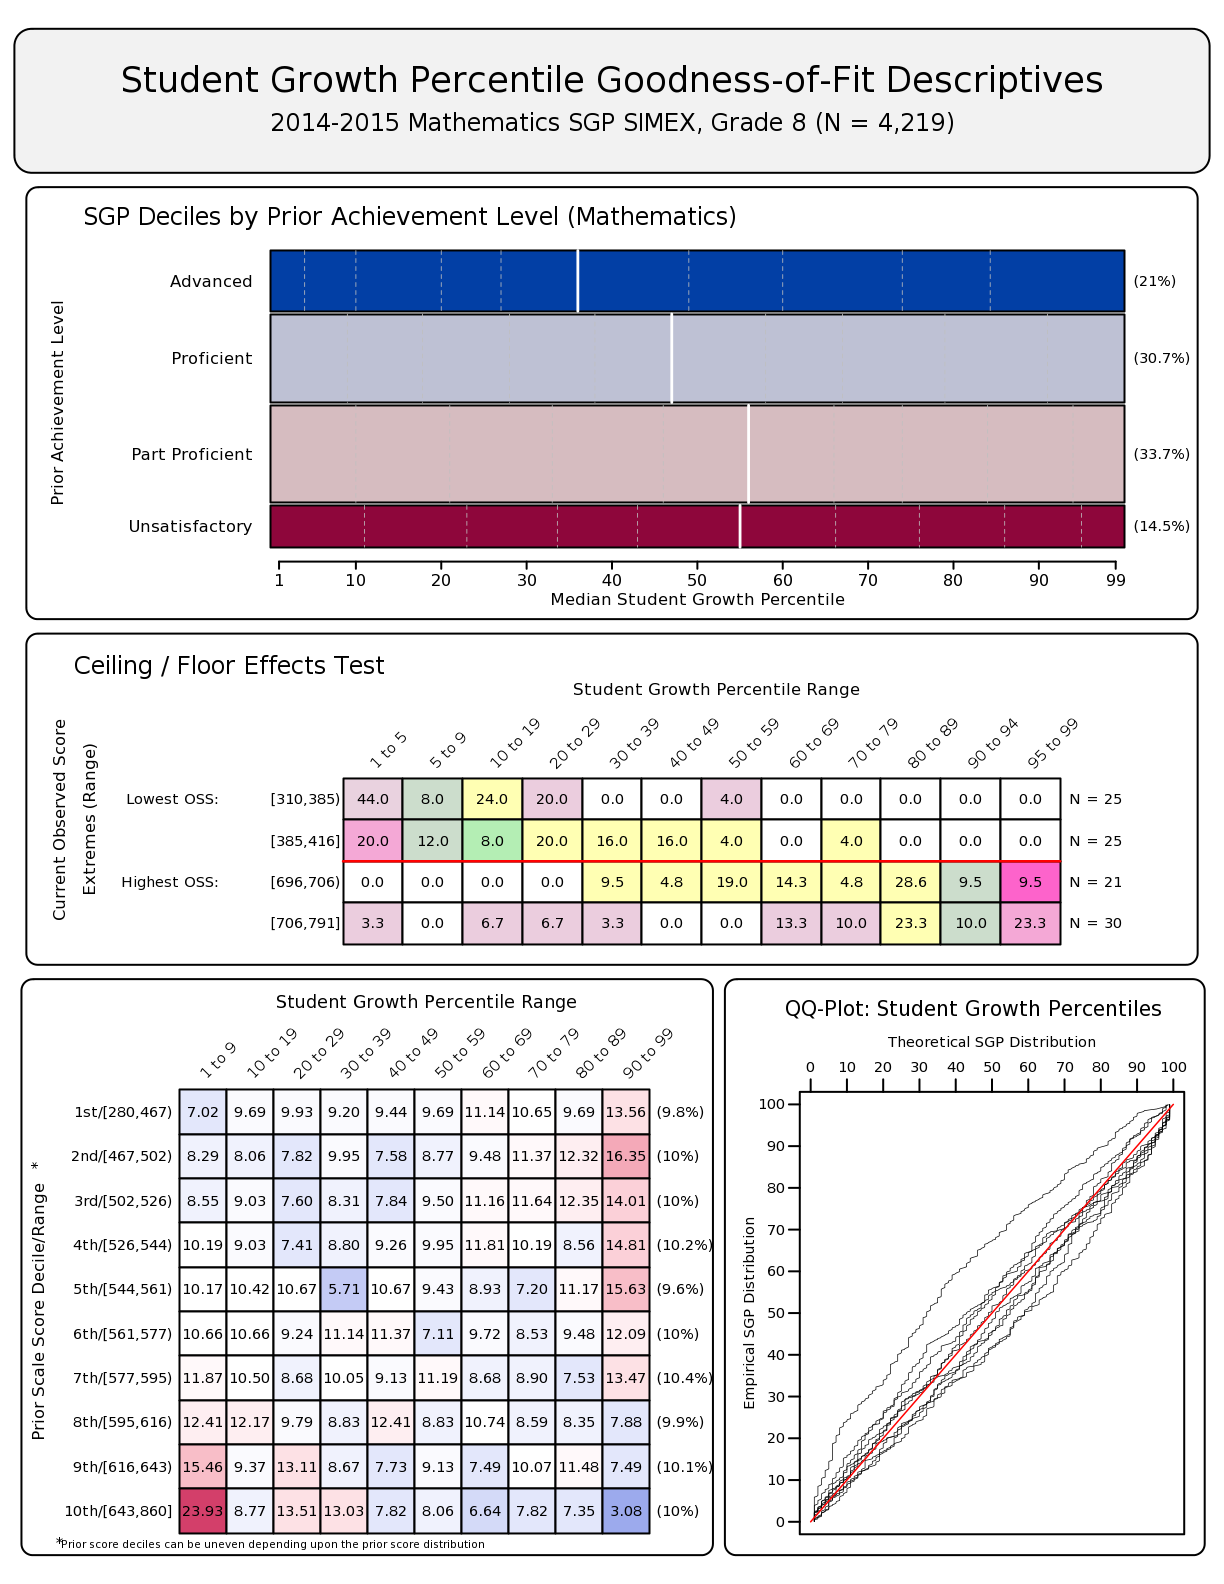 Student Growth Percentile Goodness-of-Fit Descriptives
2014-2015 Mathematics SGP SIMEX, Grade 8 (N = 4,219)
SGP Deciles by Prior Achievement Level (Mathematics)
Prior Achievement Level
Advanced (21%)
Proficient (30.7%)
Part Proficient (33.7%)
Unsatisfactory (14.5%)
1 10 20 30 40 50 60 70 80 90 99
Median Student Growth Percentile
Ceiling / Floor Effects Test
Student Growth Percentile Range
Current Observed Score
Extremes (Range)
1 to 5 5 to 9 10 to 19 20 to 29 30 to 39 40 to 49 50 to 59 60 to 69 70 to 79 80 to 89 90 to 94 95 to 99
Lowest OSS: [310,385) 44.0 8.0 24.0 20.0 0.0 0.0 4.0 0.0 0.0 0.0 0.0 0.0 N = 25
[385,416] 20.0 12.0 8.0 20.0 16.0 16.0 4.0 0.0 4.0 0.0 0.0 0.0 N = 25
Highest OSS: [696,706) 0.0 0.0 0.0 0.0 9.5 4.8 19.0 14.3 4.8 28.6 9.5 9.5 N = 21
[706,791] 3.3 0.0 6.7 6.7 3.3 0.0 0.0 13.3 10.0 23.3 10.0 23.3 N = 30
Student Growth Percentile Range
Prior Scale Score Decile/Range *
1 to 9 10 to 19 20 to 29 30 to 39 40 to 49 50 to 59 60 to 69 70 to 79 80 to 89 90 to 99
1st/[280,467) 7.02 9.69 9.93 9.20 9.44 9.69 11.14 10.65 9.69 13.56 (9.8%)
2nd/[467,502) 8.29 8.06 7.82 9.95 7.58 8.77 9.48 11.37 12.32 16.35 (10%)
3rd/[502,526) 8.55 9.03 7.60 8.31 7.84 9.50 11.16 11.64 12.35 14.01 (10%)
4th/[526,544) 10.19 9.03 7.41 8.80 9.26 9.95 11.81 10.19 8.56 14.81 (10.2%)
5th/[544,561) 10.17 10.42 10.67 5.71 10.67 9.43 8.93 7.20 11.17 15.63 (9.6%)
6th/[561,577) 10.66 10.66 9.24 11.14 11.37 7.11 9.72 8.53 9.48 12.09 (10%)
7th/[577,595) 11.87 10.50 8.68 10.05 9.13 11.19 8.68 8.90 7.53 13.47 (10.4%)
8th/[595,616) 12.41 12.17 9.79 8.83 12.41 8.83 10.74 8.59 8.35 7.88 (9.9%)
9th/[616,643) 15.46 9.37 13.11 8.67 7.73 9.13 7.49 10.07 11.48 7.49 (10.1%)
10th/[643,860] 23.93 8.77 13.51 13.03 7.82 8.06 6.64 7.82 7.35 3.08 (10%)
*Prior score deciles can be uneven depending upon the prior score distribution
QQ-Plot: Student Growth Percentiles
Theoretical SGP Distribution
0 10 20 30 40 50 60 70 80 90 100
Empirical SGP Distribution
100
90
80
70
60
50
40
30
20
10
0